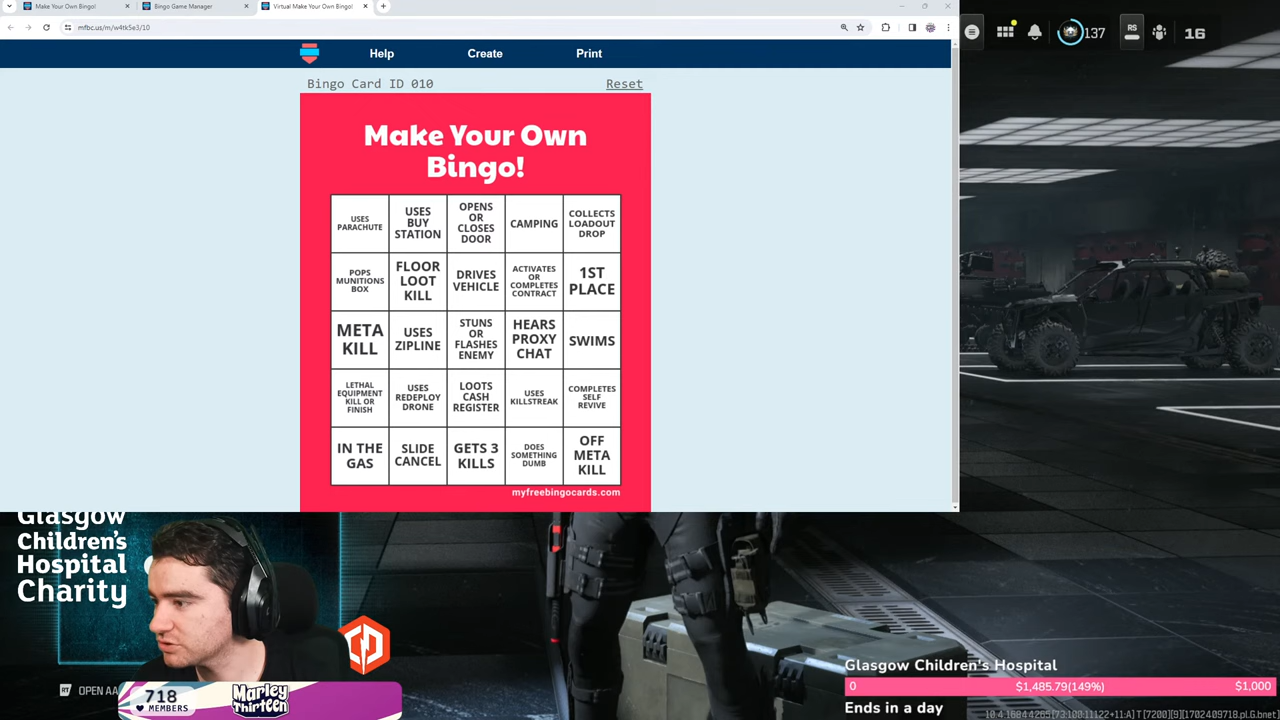 Make Your Own Bingo!
Bingo Game Manager
Virtual Make Your Own Bingo!
mfbc.us/m/w4tk5e3/10
Help
Create
Print
RS
137
16
Bingo Card ID 010
Reset
Make Your Own
Bingo!
USES
PARACHUTE
USES
BUY
STATION
OPENS
OR
CLOSES
DOOR
CAMPING
COLLECTS
LOADOUT
DROP
POPS
MUNITIONS
BOX
FLOOR
LOOT
KILL
DRIVES
VEHICLE
ACTIVATES
OR
COMPLETES
CONTRACT
1ST
PLACE
META
KILL
USES
ZIPLINE
STUNS
OR
FLASHES
ENEMY
HEARS
PROXY
CHAT
SWIMS
LETHAL
EQUIPMENT
KILL OR
FINISH
USES
REDEPLOY
DRONE
LOOTS
CASH
REGISTER
USES
KILLSTREAK
COMPLETES
SELF
REVIVE
IN THE
GAS
SLIDE
CANCEL
GETS 3
KILLS
DOES
SOMETHING
DUMB
OFF
META
KILL
myfreebingocards.com
Glasgow
Children's
Hospital
Charity
OPEN
718
MEMBERS
Marley
Thirteen
Glasgow Children's Hospital
0
$1,485.79(149%)
$1,000
Ends in a day